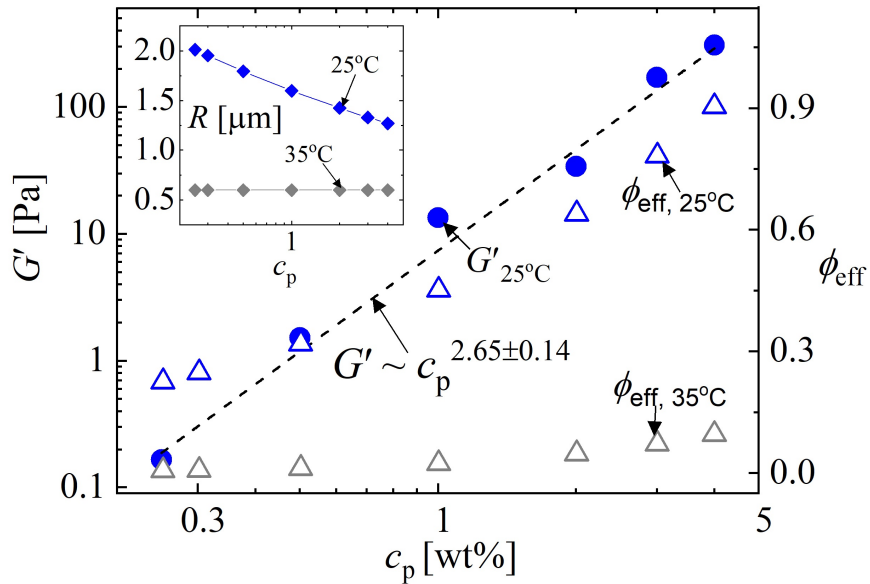 G′ [Pa]
100
10
1
0.1
0.3
1
5
c_p [wt%]
0.9
0.6
0.3
0.0
ϕ_eff
2.0
1.5
1.0
0.5
R [μm]
25°C
35°C
1
c_p
ϕ_eff, 25°C
G′_25°C
G′ ~ c_p^2.65±0.14
ϕ_eff, 35°C